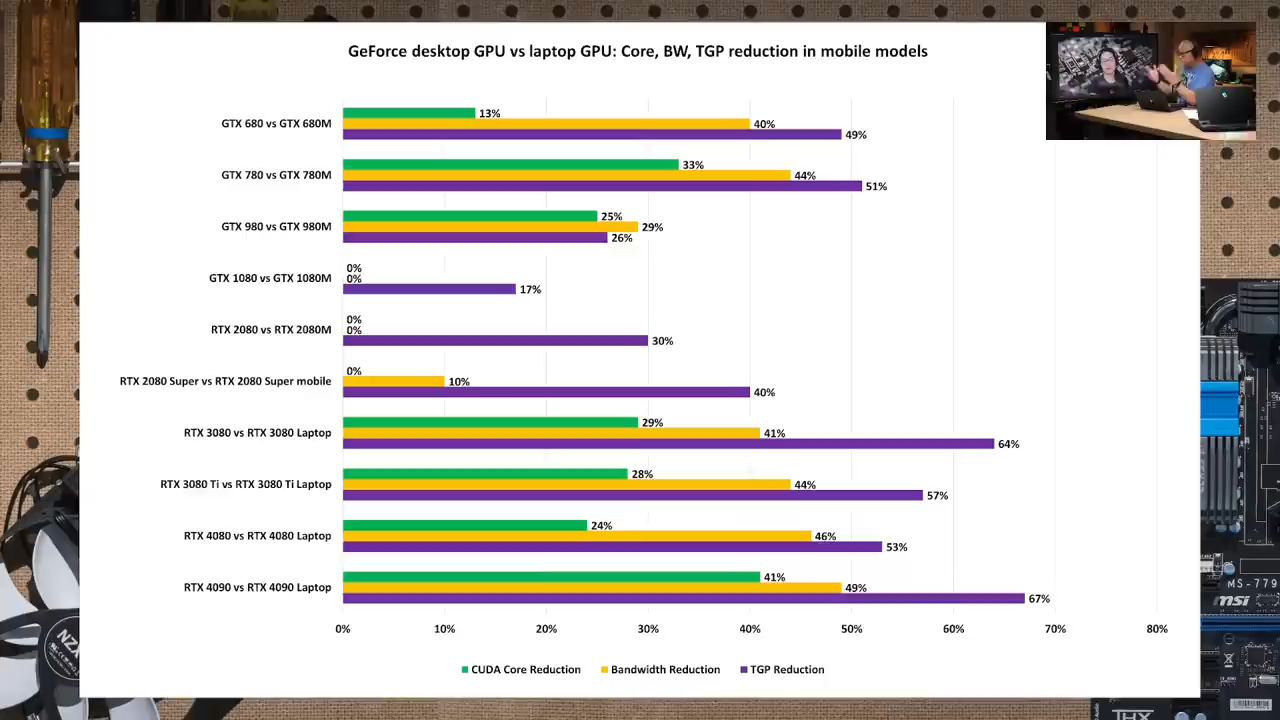 GeForce desktop GPU vs laptop GPU: Core, BW, TGP reduction in mobile models
GTX 680 vs GTX 680M
13%
40%
49%
GTX 780 vs GTX 780M
33%
44%
51%
GTX 980 vs GTX 980M
25%
29%
26%
GTX 1080 vs GTX 1080M
0%
0%
17%
RTX 2080 vs RTX 2080M
0%
0%
30%
RTX 2080 Super vs RTX 2080 Super mobile
0%
10%
40%
RTX 3080 vs RTX 3080 Laptop
29%
41%
64%
RTX 3080 Ti vs RTX 3080 Ti Laptop
28%
44%
57%
RTX 4080 vs RTX 4080 Laptop
24%
46%
53%
RTX 4090 vs RTX 4090 Laptop
41%
49%
67%
0% 10% 20% 30% 40% 50% 60% 70% 80%
CUDA Core Reduction Bandwidth Reduction TGP Reduction
MS-779
msi
NZX
THX